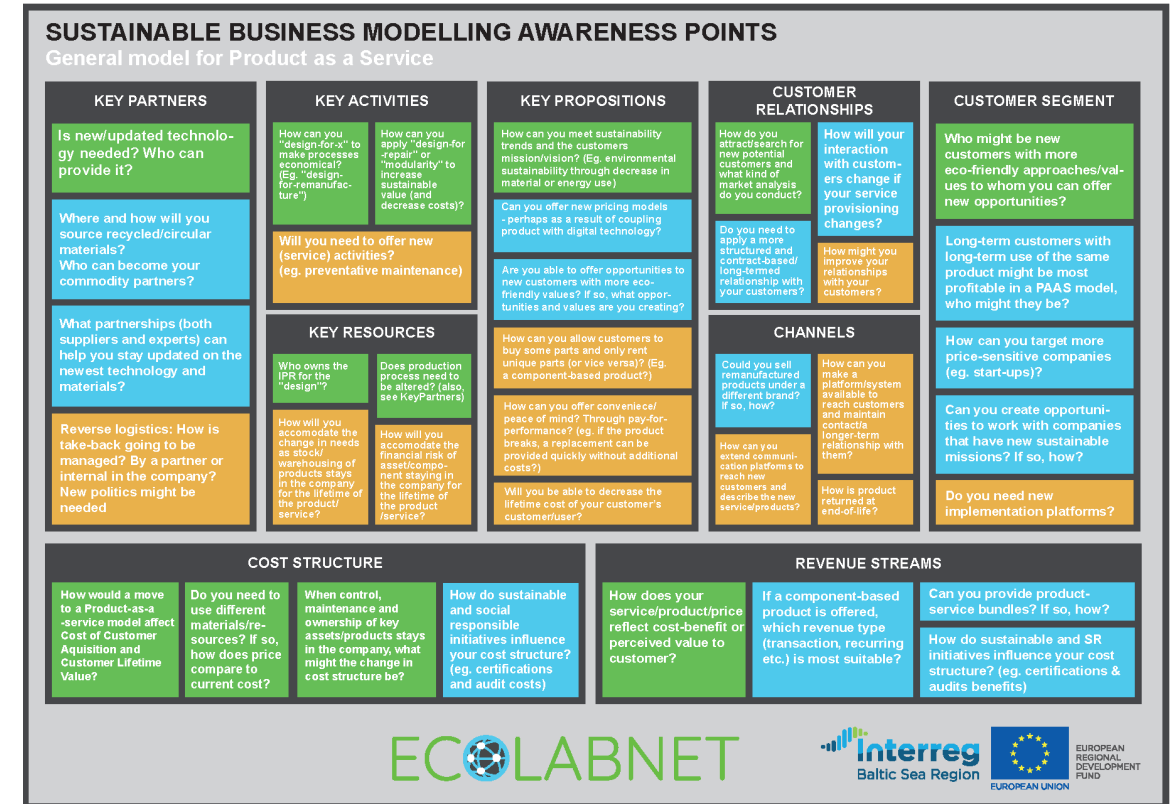 SUSTAINABLE BUSINESS MODELLING AWARENESS POINTS
General model for Product as a Service
KEY PARTNERS
Is new/updated technolo-
gy needed? Who can
provide it?
Where and how will you
source recycled/circular
materials?
Who can become your
commodity partners?
What partnerships (both
suppliers and experts) can
help you stay updated on the
newest technology and
materials?
Reverse logistics: How is
take-back going to be
managed? By a partner or
internal in the company?
New politics might be
needed
KEY ACTIVITIES
How can you
"design-for-x" to
make processes
economical?
(Eg. "design-
for-remanufac-
ture")
How can you
apply "design-for
-repair" or
"modularity" to
increase
sustainable
value (and
decrease costs)?
Will you need to offer new
(service) activities?
(eg. preventative maintenance)
KEY RESOURCES
Who owns the
IPR for the
"design"?
Does production
process need to
be altered? (also,
see KeyPartners)
How will you
accomodate the
change in needs
as stock/
warehousing of
products stays
in the company
for the lifetime of
the product/
service?
How will you
accomodate the
financial risk of
asset/compo-
nent staying in
the company for
the lifetime of
the product
/service?
KEY PROPOSITIONS
How can you meet sustainability
trends and the customers
mission/vision? (Eg. environmental
sustainability through decrease in
material or energy use)
Can you offer new pricing models
- perhaps as a result of coupling
product with digital technology?
Are you able to offer opportunities to
new customers with more eco-
friendly values? If so, what oppor-
tunities and values are you creating?
How can you allow customers to
buy some parts and only rent
unique parts (or vice versa)? (Eg.
a component-based product?)
How can you offer conveniece/
peace of mind? Through pay-for-
performance? (eg. if the product
breaks, a replacement can be
provided quickly without additional
costs?)
Will you be able to decrease the
lifetime cost of your customer's
customer/user?
CUSTOMER
RELATIONSHIPS
How do you
attract/search for
new potential
customers and
what kind of
market analysis
do you conduct?
How will your
interaction
with custom-
ers change if
your service
provisioning
changes?
Do you need to
apply a more
structured and
contract-based/
long-termed
relationship with
your customers?
How might you
improve your
relationships
with your
customers?
CHANNELS
Could you sell
remanufactured
products under a
different brand?
If so, how?
How can you
make a
platform/system
available to
reach customers
and maintain
contact/a
longer-term
relationship with
them?
How can you
extend communi-
cation platforms to
reach new
customers and
describe the new
service/products?
How is product
returned at
end-of-life?
CUSTOMER SEGMENT
Who might be new
customers with more
eco-friendly approaches/val-
ues to whom you can offer
new opportunities?
Long-term customers with
long-term use of the same
product might be most
profitable in a PAAS model,
who might they be?
How can you target more
price-sensitive companies
(eg. start-ups)?
Can you create opportuni-
ties to work with companies
that have new sustainable
missions? If so, how?
Do you need new
implementation platforms?
COST STRUCTURE
How would a move
to a Product-as-a
-service model affect
Cost of Customer
Aquisition and
Customer Lifetime
Value?
Do you need to
use different
materials/re-
sources? If so,
how does price
compare to
current cost?
When control,
maintenance and
ownership of key
assets/products stays
in the company, what
might the change in
cost structure be?
How do sustainable
and social
responsible
initiatives influence
your cost structure?
(eg. certifications
and audit costs)
REVENUE STREAMS
How does your
service/product/price
reflect cost-benefit or
perceived value to
customer?
If a component-based
product is offered,
which revenue type
(transaction, recurring
etc.) is most suitable?
Can you provide product-
service bundles? If so, how?
How do sustainable and SR
initiatives influence your cost
structure? (eg. certifications &
audits benefits)
ECOLABNET
Interreg
Baltic Sea Region
EUROPEAN UNION
EUROPEAN
REGIONAL
DEVELOPMENT
FUND